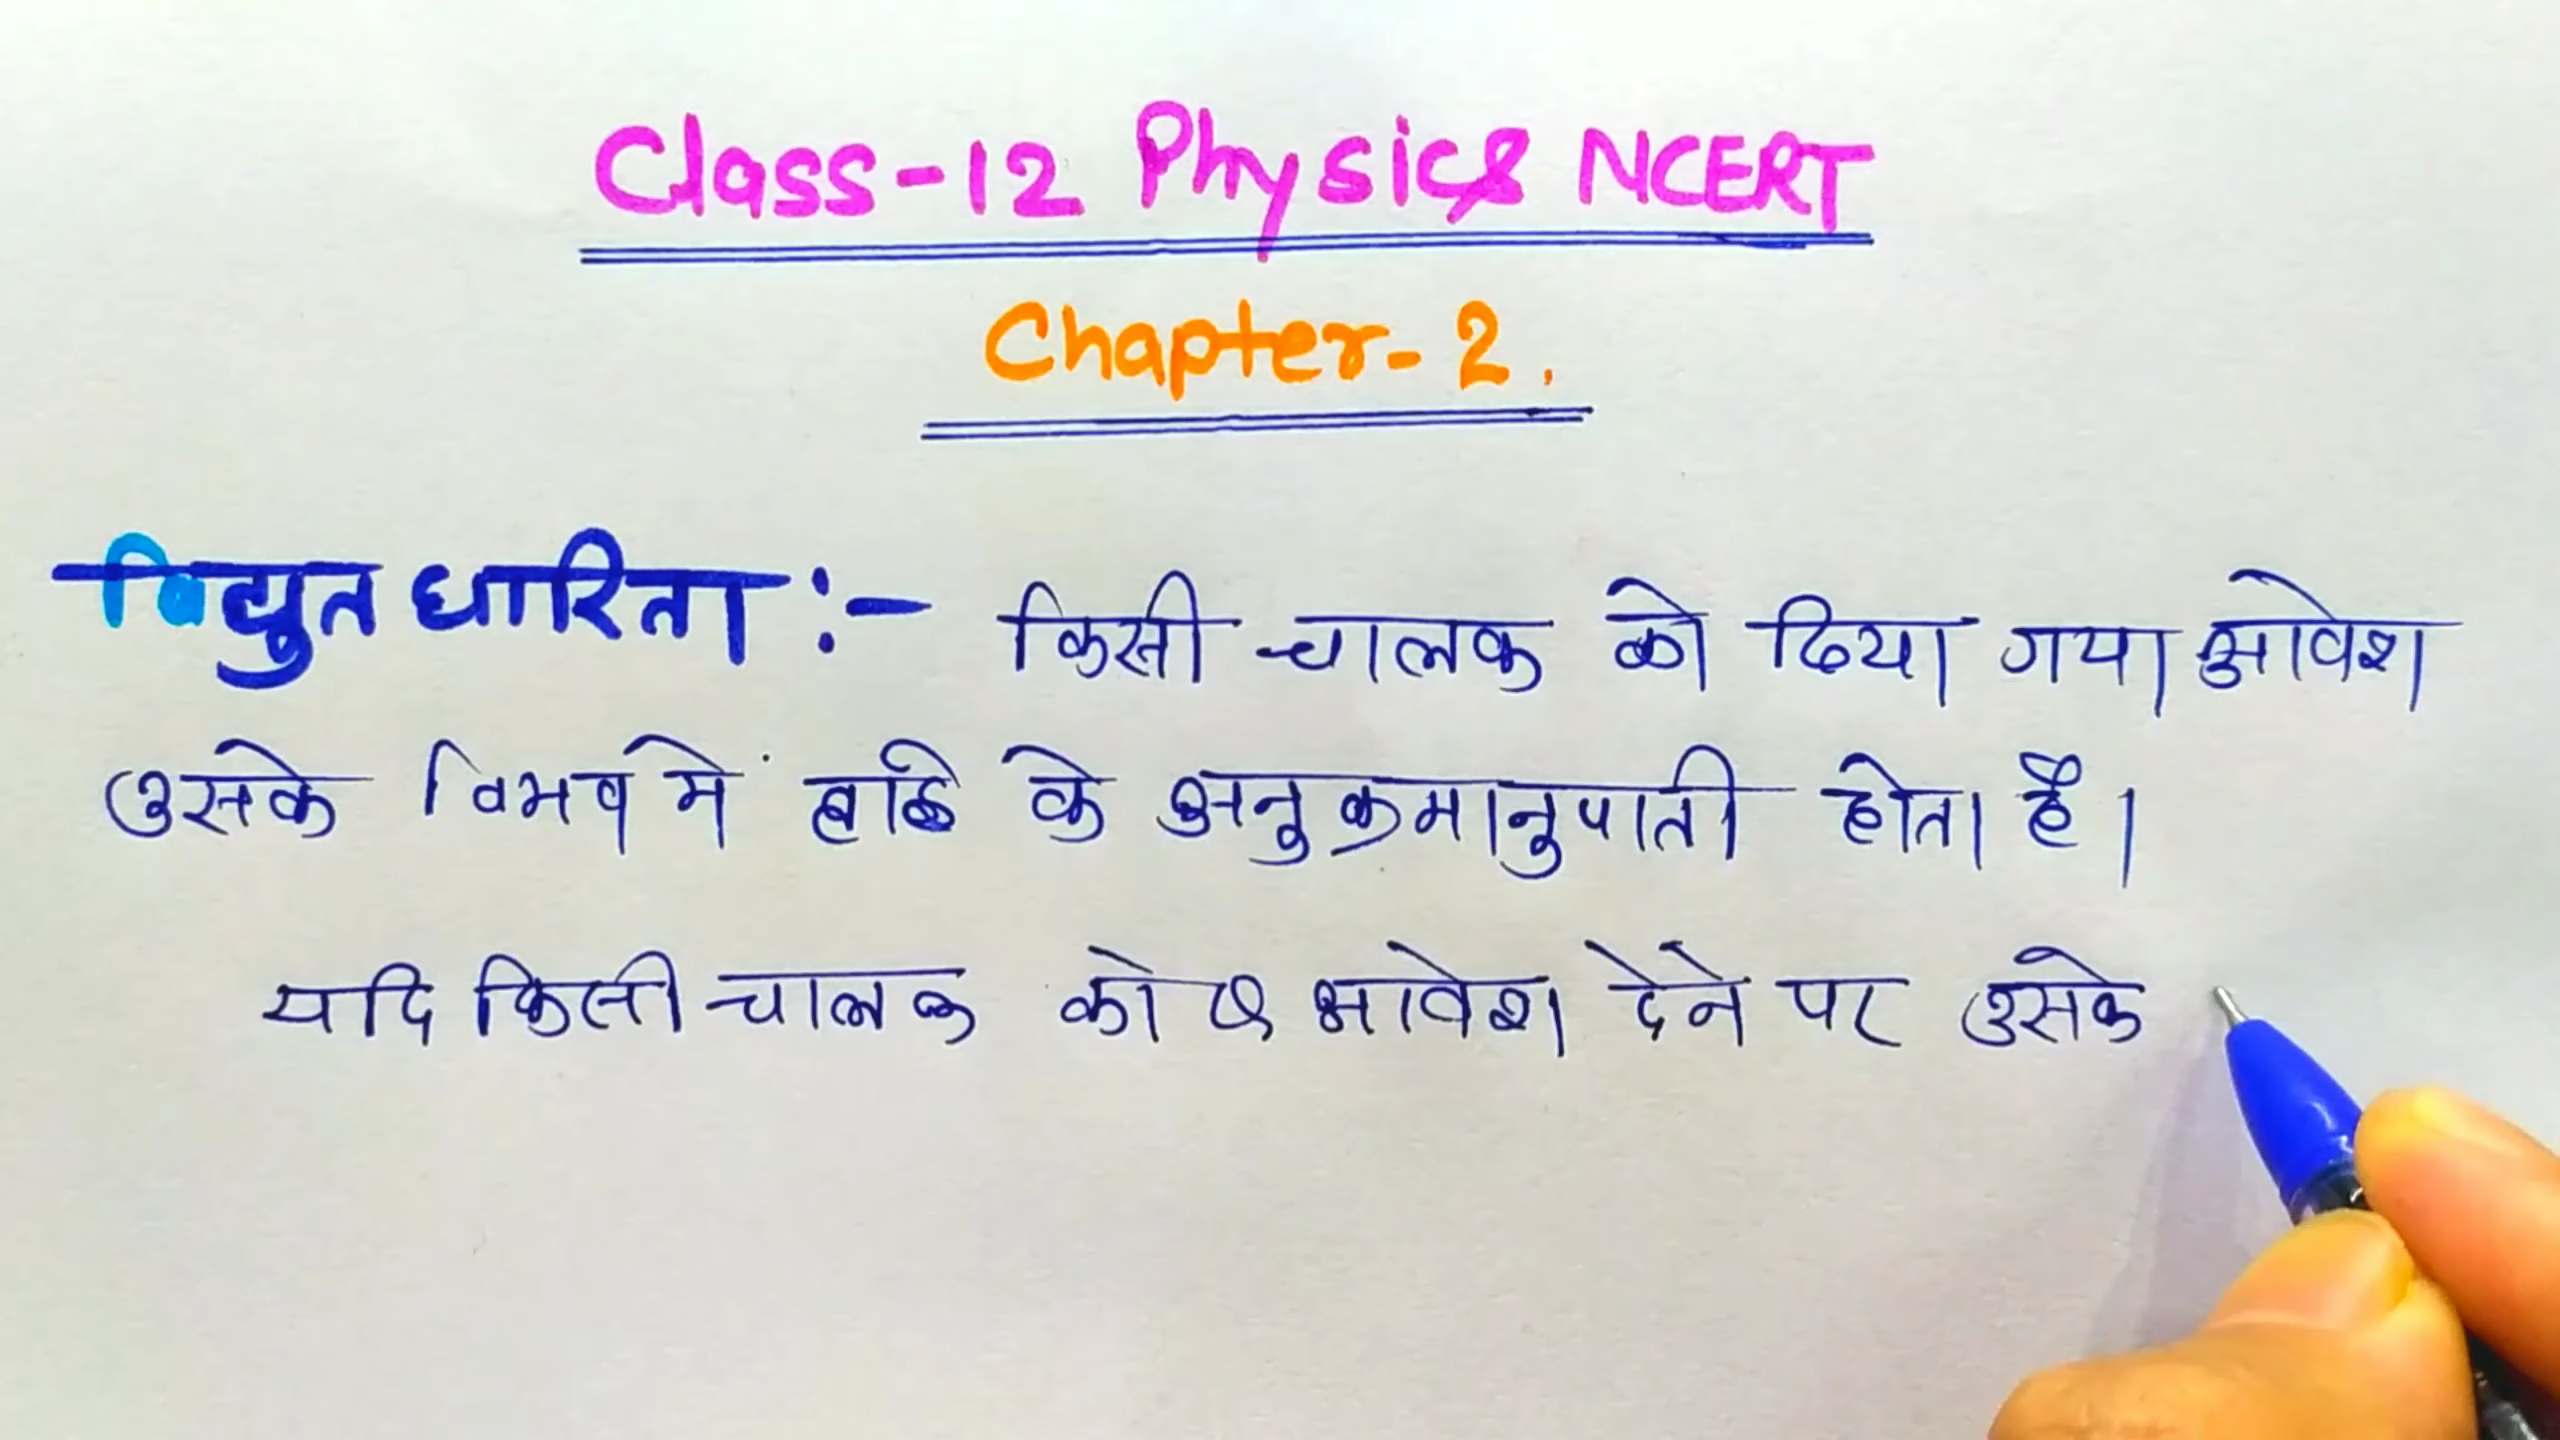 Class-12 Physics NCERT
Chapter-2.
विद्युत धारिता :- किसी चालक को दिया गया आवेश
उसके विभव में वृद्धि के अनुक्रमानुपाती होता है।
यदि किसी चालक को Q आवेश देने पर उसके